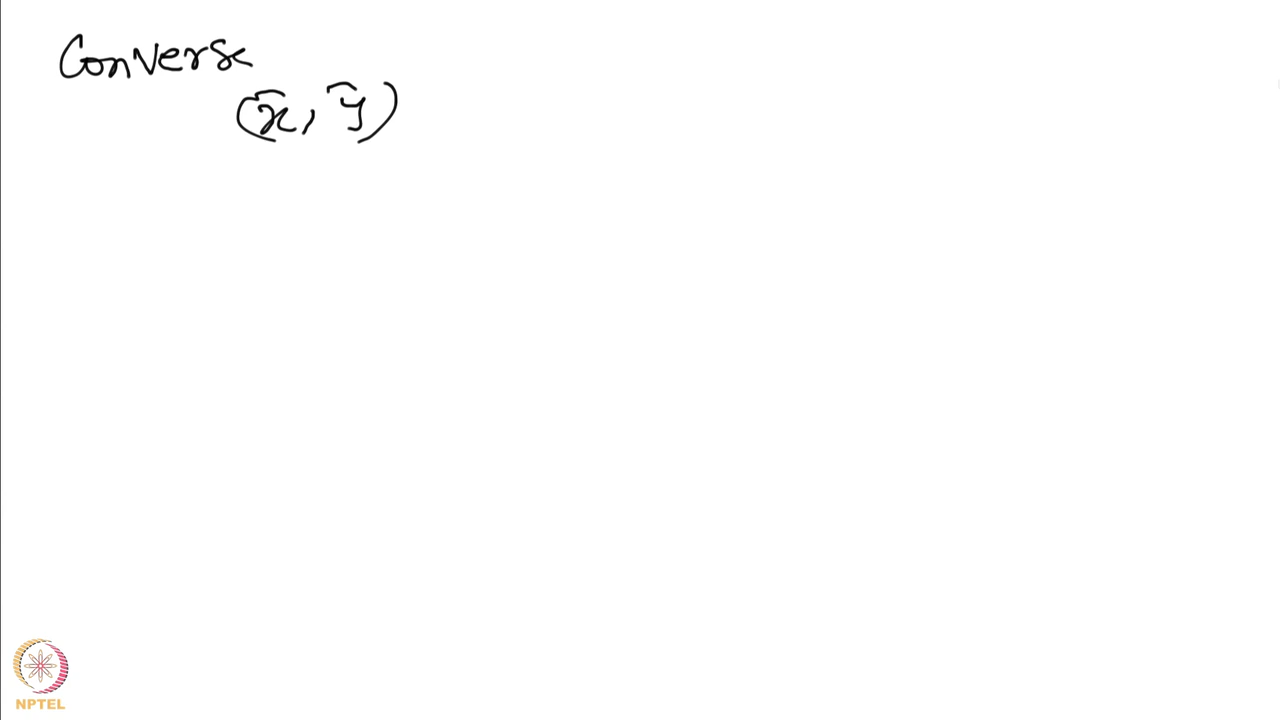 Converse
(x̄, ȳ)
NPTEL